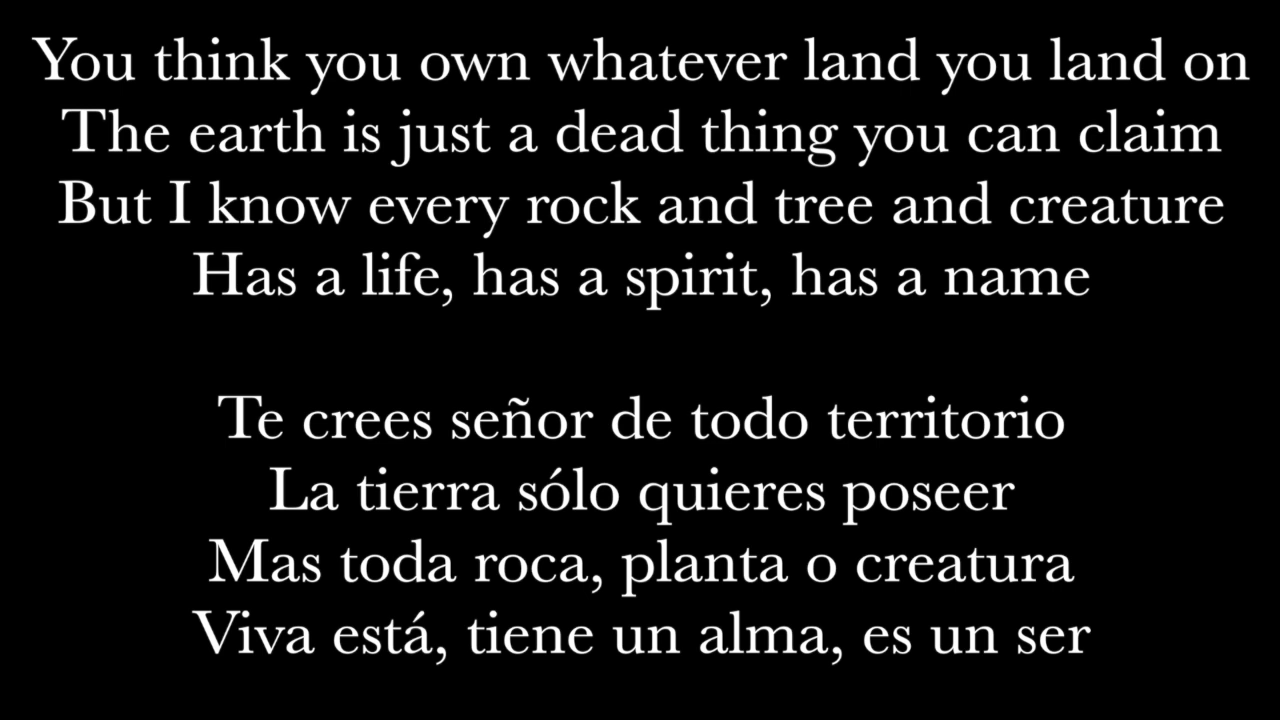 You think you own whatever land you land on
The earth is just a dead thing you can claim
But I know every rock and tree and creature
Has a life, has a spirit, has a name
Te crees señor de todo territorio
La tierra sólo quieres poseer
Mas toda roca, planta o creatura
Viva está, tiene un alma, es un ser